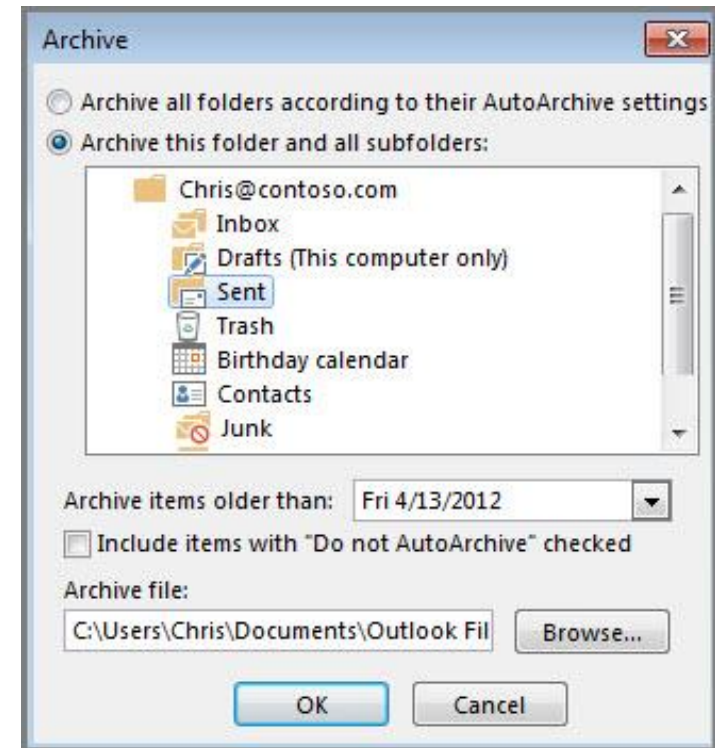 Archive
Archive all folders according to their AutoArchive settings
Archive this folder and all subfolders:
Chris@contoso.com
Inbox
Drafts (This computer only)
Sent
Trash
Birthday calendar
Contacts
Junk
Archive items older than: Fri 4/13/2012
Include items with "Do not AutoArchive" checked
Archive file:
C:\Users\Chris\Documents\Outlook Fil Browse...
OK Cancel